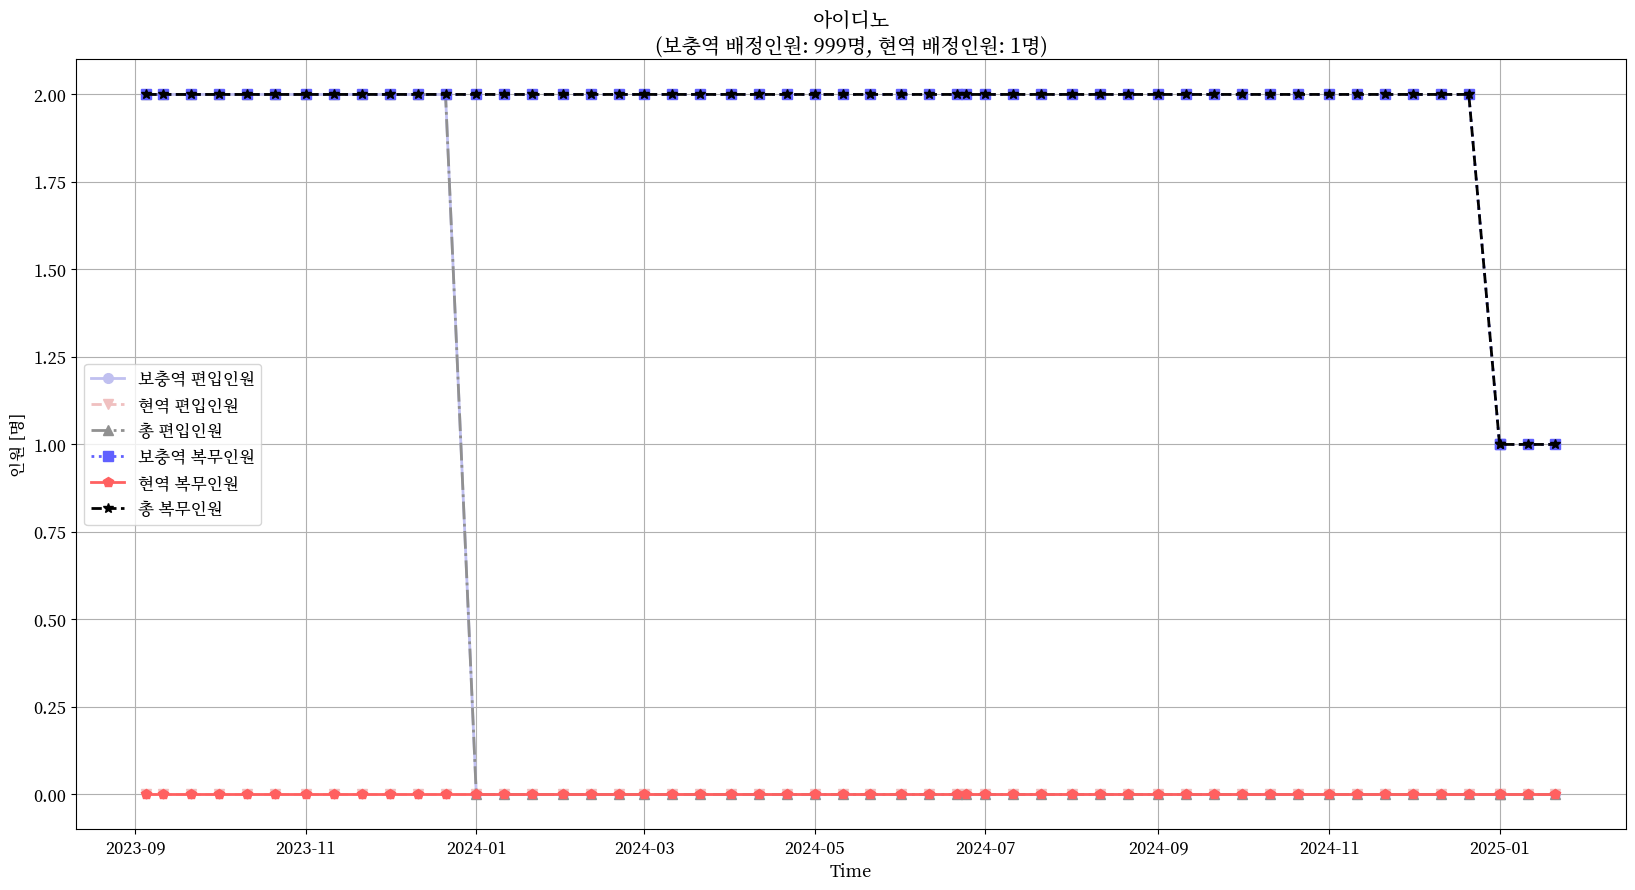 아이디노
(보충역 배정인원: 999명, 현역 배정인원: 1명)
인원 [명]
2.00
1.75
1.50
1.25
1.00
0.75
0.50
0.25
0.00
보충역 편입인원
현역 편입인원
총 편입인원
보충역 복무인원
현역 복무인원
총 복무인원
2023-09
2023-11
2024-01
2024-03
2024-05
2024-07
2024-09
2024-11
2025-01
Time